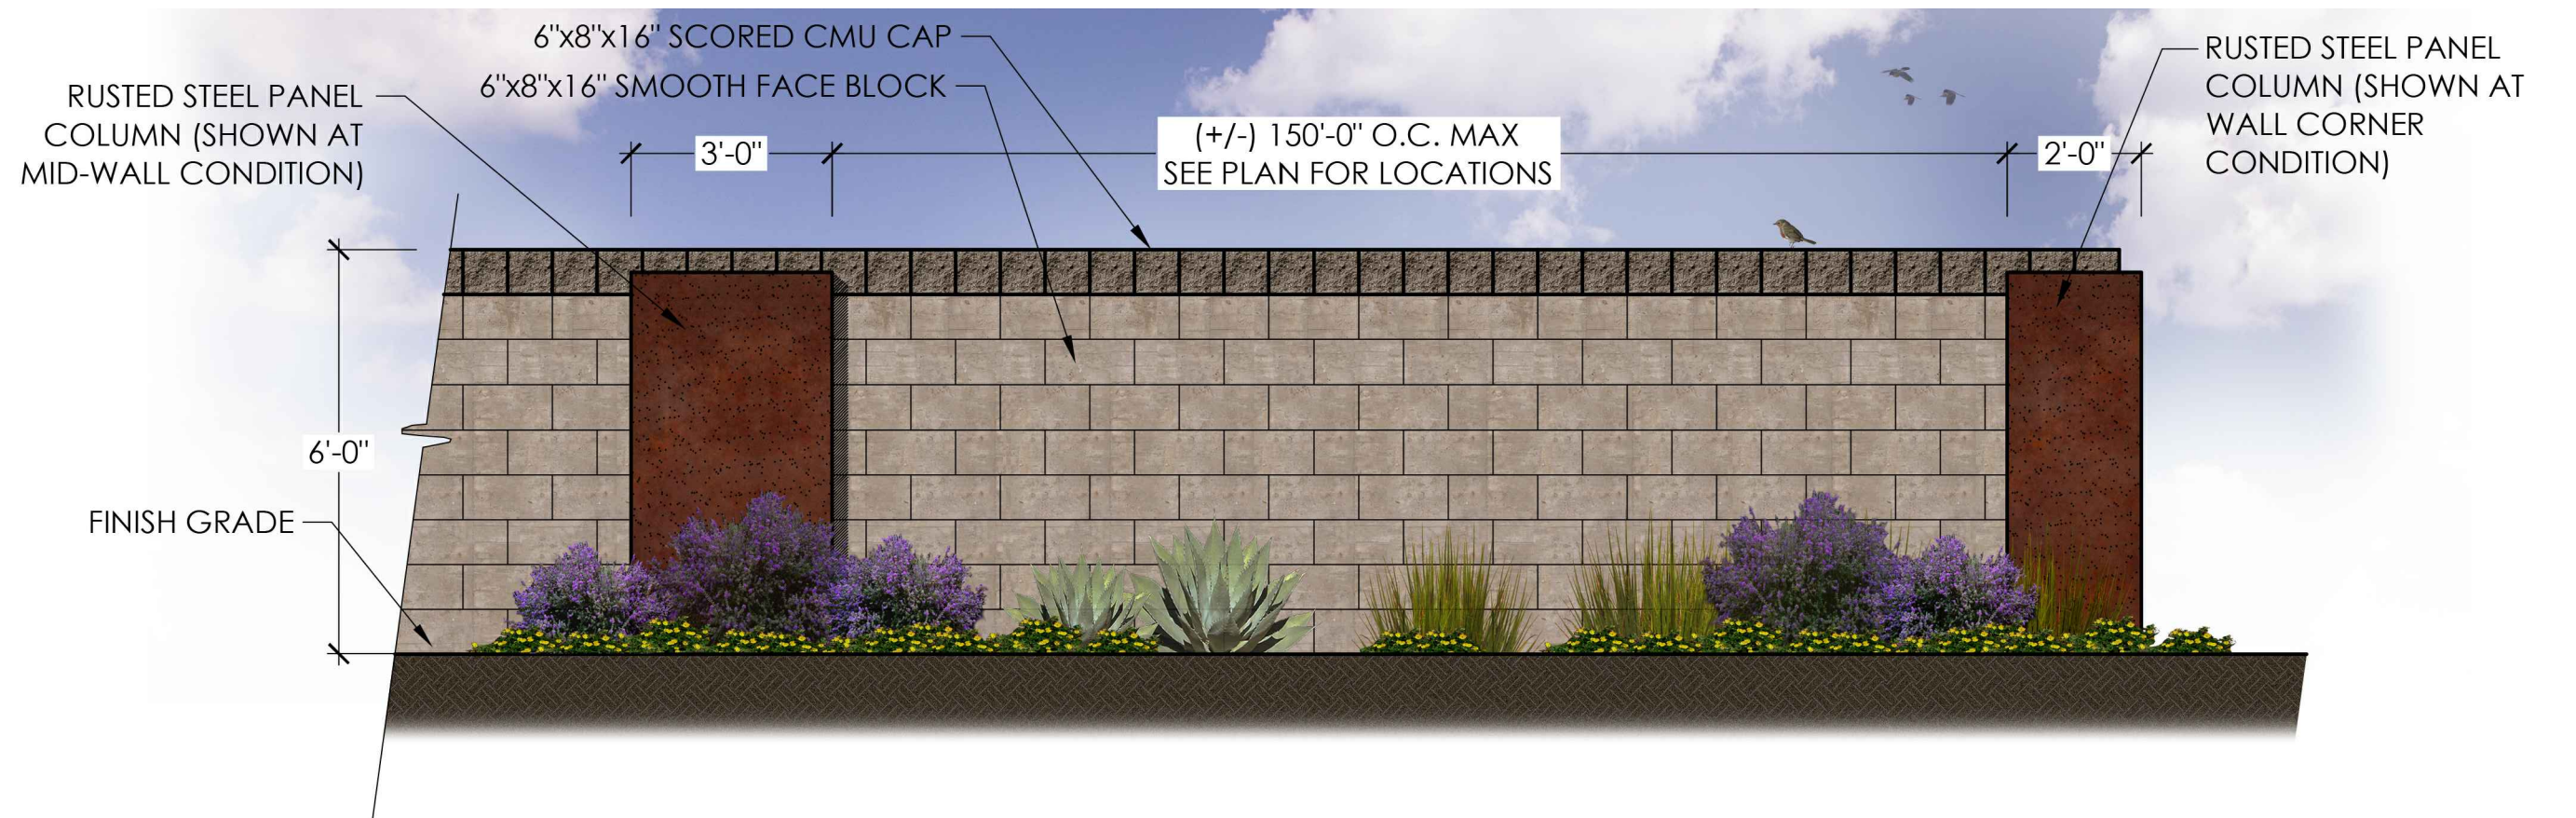 6"x8"x16" SCORED CMU CAP
6"x8"x16" SMOOTH FACE BLOCK
RUSTED STEEL PANEL
COLUMN (SHOWN AT
MID-WALL CONDITION)
3'-0"
(+/-) 150'-0" O.C. MAX
SEE PLAN FOR LOCATIONS
2'-0"
RUSTED STEEL PANEL
COLUMN (SHOWN AT
WALL CORNER
CONDITION)
6'-0"
FINISH GRADE